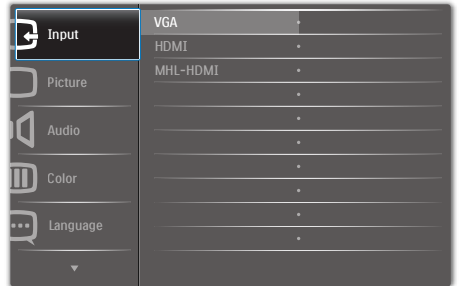 Input
Picture
Audio
Color
Language
VGA
HDMI
MHL-HDMI